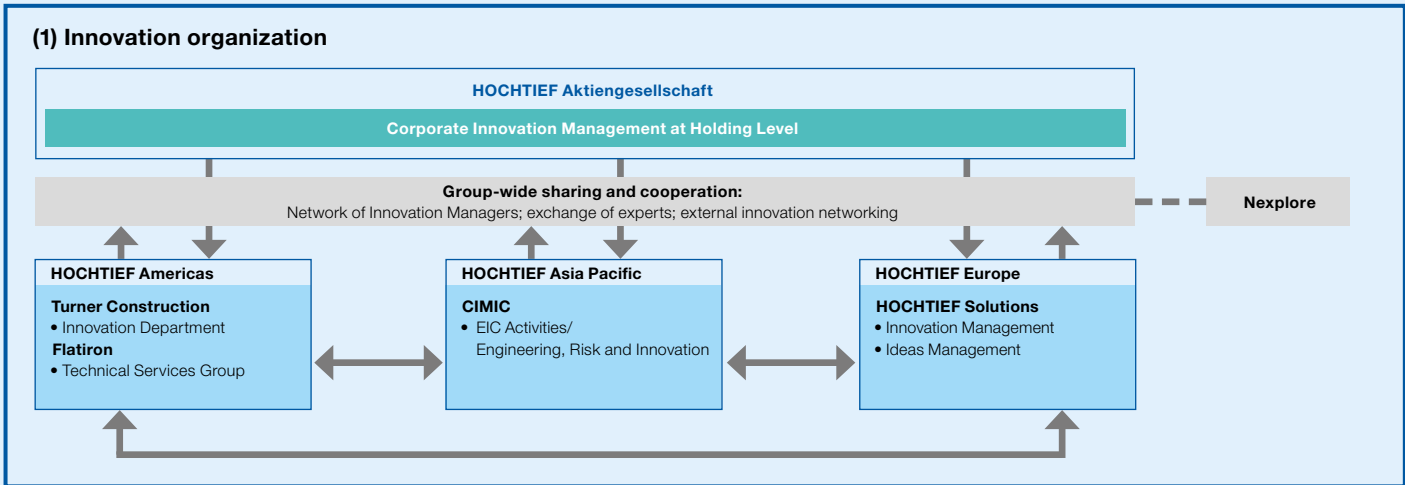 (1) Innovation organization
HOCHTIEF Aktiengesellschaft
Corporate Innovation Management at Holding Level
Group-wide sharing and cooperation:
Network of Innovation Managers; exchange of experts; external innovation networking
Nexplore
HOCHTIEF Americas
Turner Construction
• Innovation Department
Flatiron
• Technical Services Group
HOCHTIEF Asia Pacific
CIMIC
• EIC Activities/
Engineering, Risk and Innovation
HOCHTIEF Europe
HOCHTIEF Solutions
• Innovation Management
• Ideas Management